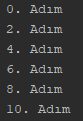 0. Adım
2. Adım
4. Adım
6. Adım
8. Adım
10. Adım